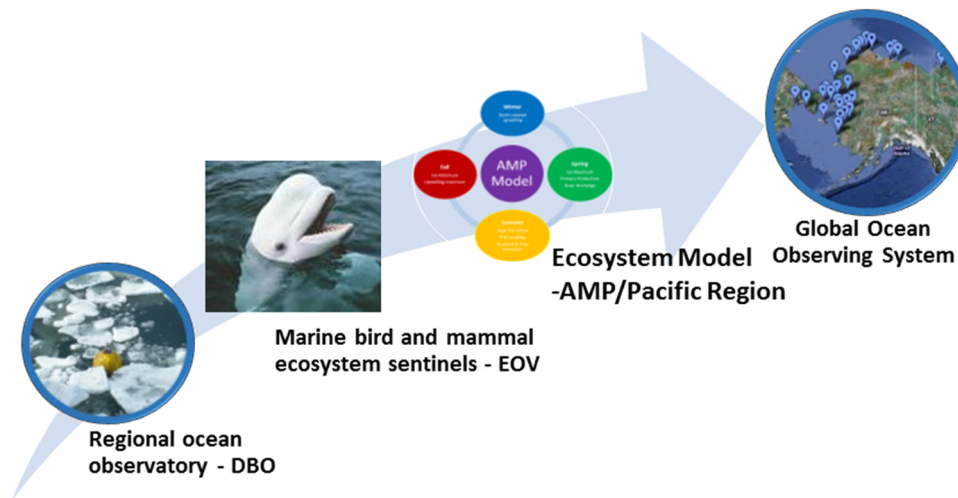 Regional ocean
observatory - DBO
Marine bird and mammal
ecosystem sentinels - EOV
Winter
AMP
Model
Fall
Spring
Summer
Ecosystem Model
-AMP/Pacific Region
Global Ocean
Observing System